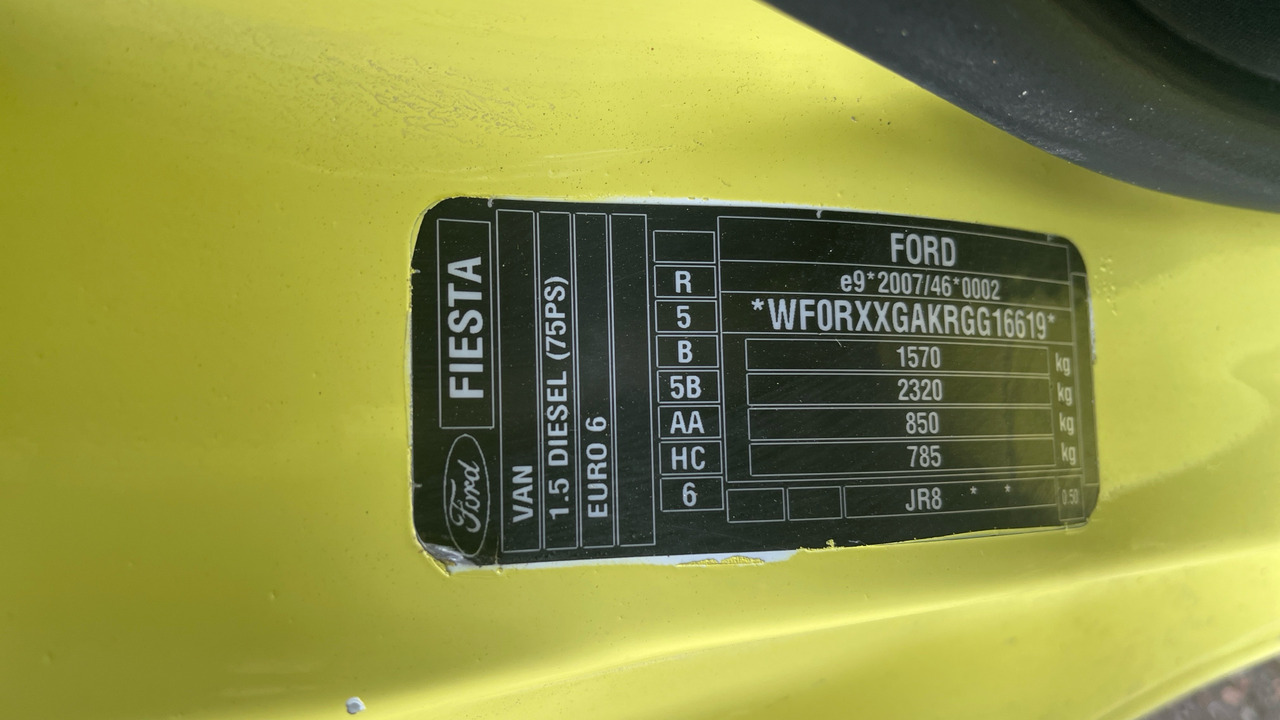 FORD
e9*2007/46*0002
*WF0RXXGAKRGG16619*
1570 kg
2320 kg
850 kg
785 kg
JR8 * *
0.50
R
5
B
5B
AA
HC
6
Ford
FIESTA
VAN
1.5 DIESEL (75PS)
EURO 6